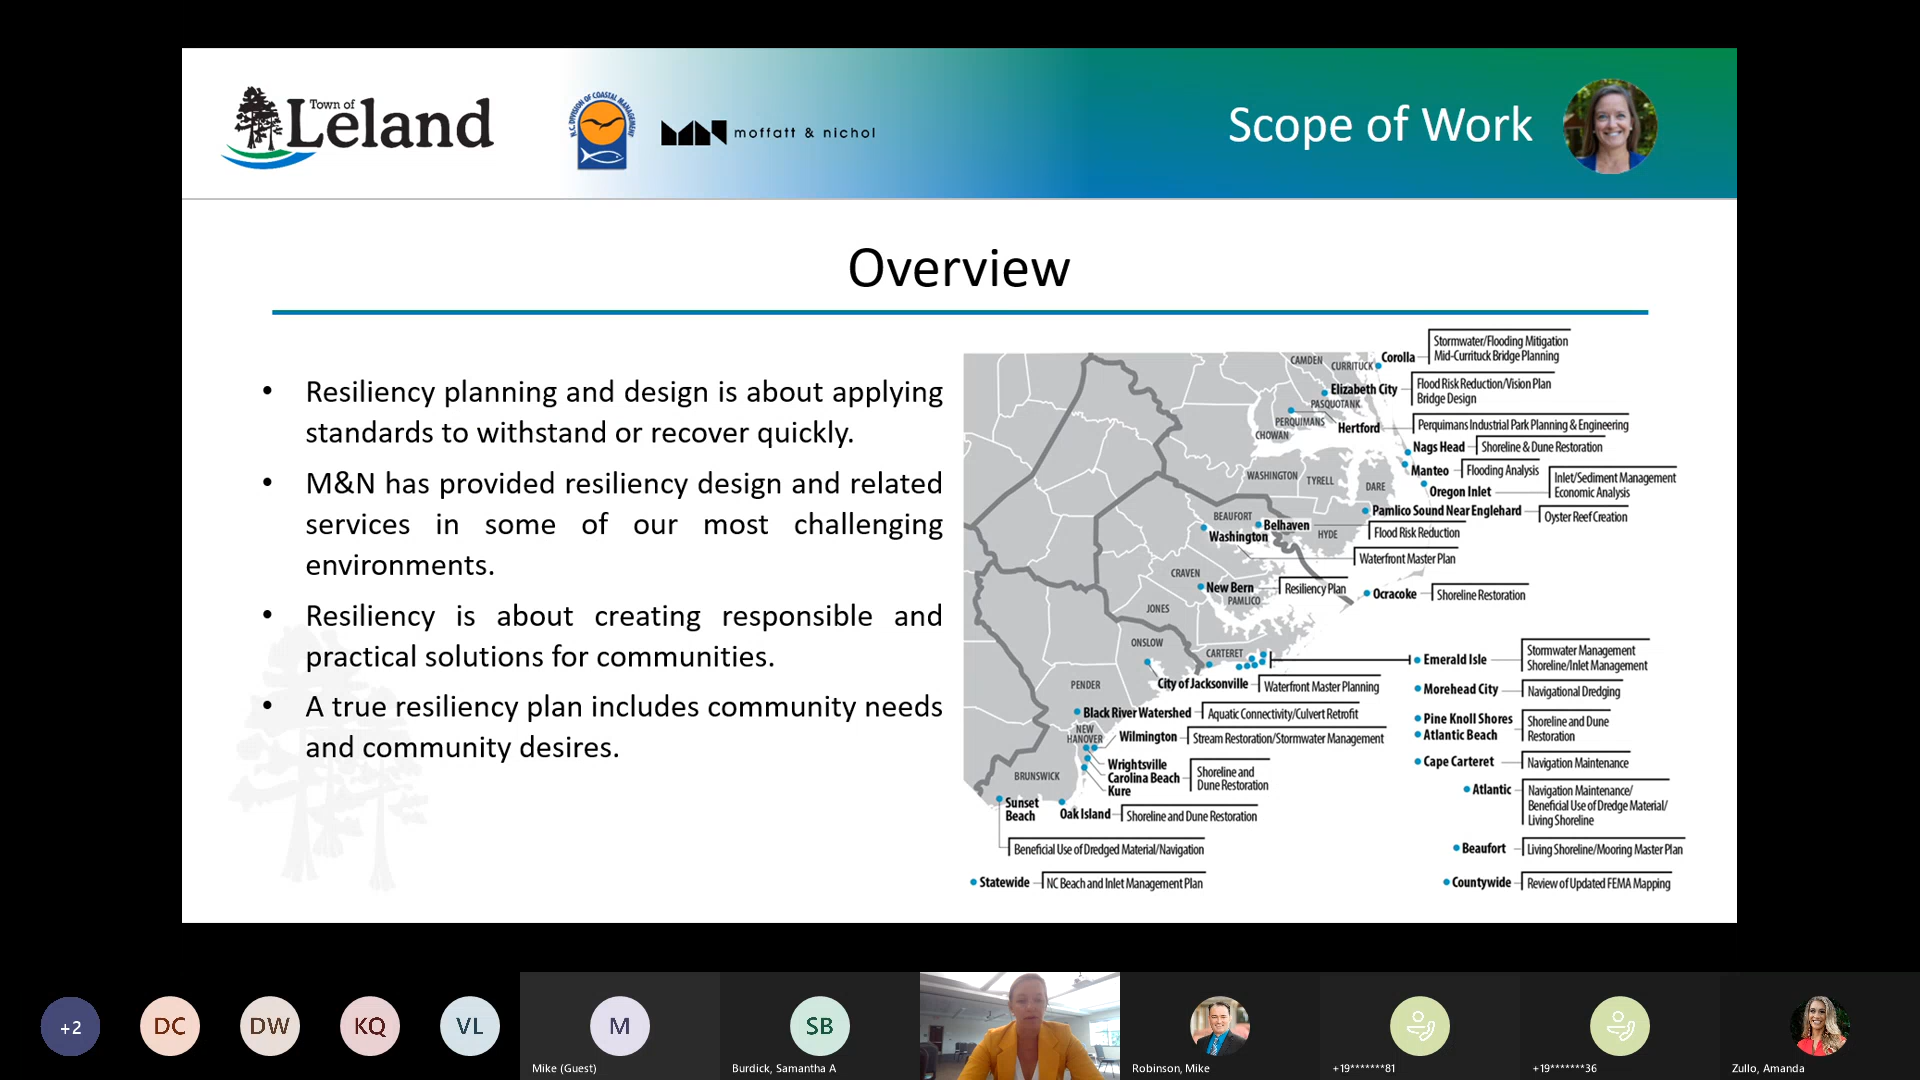 Town of
Leland
N.C. DIVISION OF COASTAL MANAGEMENT
moffatt & nichol
Scope of Work
Overview
• Resiliency planning and design is about applying
standards to withstand or recover quickly.
• M&N has provided resiliency design and related
services in some of our most challenging
environments.
• Resiliency is about creating responsible and
practical solutions for communities.
• A true resiliency plan includes community needs
and community desires.
CAMDEN
CURRITUCK
Corolla
Stormwater/Flooding Mitigation
Mid-Currituck Bridge Planning
Elizabeth City
Flood Risk Reduction/Vision Plan
Bridge Design
PASQUOTANK
PERQUIMANS
Hertford
Perquimans Industrial Park Planning & Engineering
CHOWAN
Nags Head
Shoreline & Dune Restoration
Manteo
Flooding Analysis
WASHINGTON
TYRELL
DARE
Oregon Inlet
Inlet/Sediment Management
Economic Analysis
Pamlico Sound Near Englehard
Oyster Reef Creation
BEAUFORT
Belhaven
HYDE
Flood Risk Reduction
Washington
Waterfront Master Plan
CRAVEN
New Bern
Resiliency Plan
PAMLICO
Ocracoke
Shoreline Restoration
JONES
ONSLOW
CARTERET
Emerald Isle
Stormwater Management
Shoreline/Inlet Management
City of Jacksonville
Waterfront Master Planning
Morehead City
Navigational Dredging
PENDER
Black River Watershed
Aquatic Connectivity/Culvert Retrofit
Pine Knoll Shores
Atlantic Beach
Shoreline and Dune
Restoration
NEW
HANOVER
Wilmington
Stream Restoration/Stormwater Management
Cape Carteret
Navigation Maintenance
Wrightsville
Carolina Beach
Kure
Shoreline and
Dune Restoration
BRUNSWICK
Atlantic
Navigation Maintenance/
Beneficial Use of Dredge Material/
Living Shoreline
Sunset
Beach
Oak Island
Shoreline and Dune Restoration
Beneficial Use of Dredged Material/Navigation
Beaufort
Living Shoreline/Mooring Master Plan
Statewide
NC Beach and Inlet Management Plan
Countywide
Review of Updated FEMA Mapping
+2
DC
DW
KQ
VL
M
Mike (Guest)
SB
Burdick, Samantha A
Robinson, Mike
+19*******81
+19*******36
Zullo, Amanda